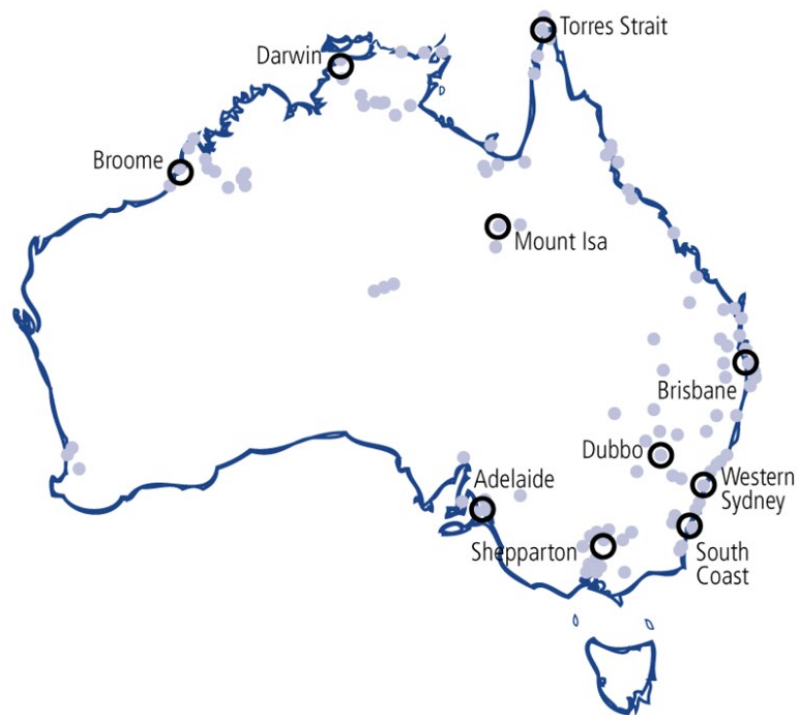 Torres Strait
Darwin
Broome
Mount Isa
Brisbane
Dubbo
Adelaide
Western
Sydney
Shepparton
South
Coast